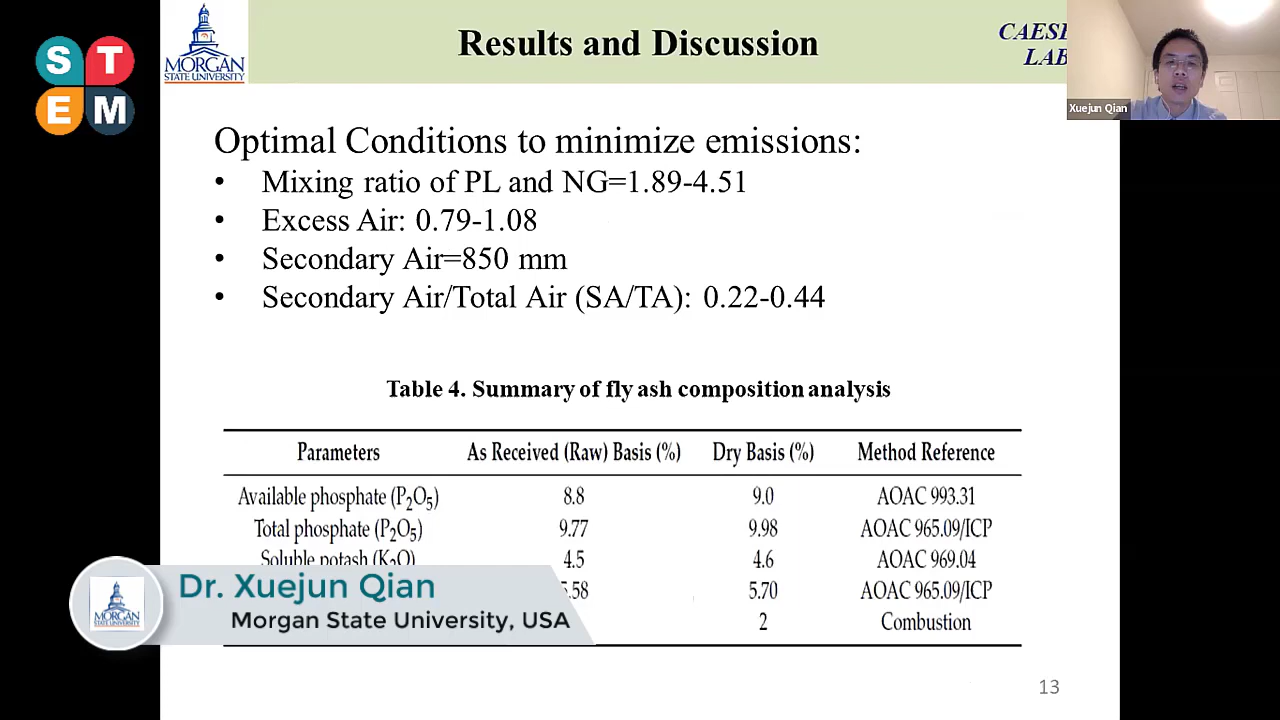 S T
E M
MORGAN
STATE UNIVERSITY
Results and Discussion
CAESE
LAB
Xuejun Qian
Optimal Conditions to minimize emissions:
• Mixing ratio of PL and NG=1.89-4.51
• Excess Air: 0.79-1.08
• Secondary Air=850 mm
• Secondary Air/Total Air (SA/TA): 0.22-0.44
Table 4. Summary of fly ash composition analysis
Parameters As Received (Raw) Basis (%) Dry Basis (%) Method Reference
Available phosphate (P2O5) 8.8 9.0 AOAC 993.31
Total phosphate (P2O5) 9.77 9.98 AOAC 965.09/ICP
Soluble potash (K2O) 4.5 4.6 AOAC 969.04
.58 5.70 AOAC 965.09/ICP
2 Combustion
MORGAN
STATE UNIVERSITY
Dr. Xuejun Qian
Morgan State University, USA
13